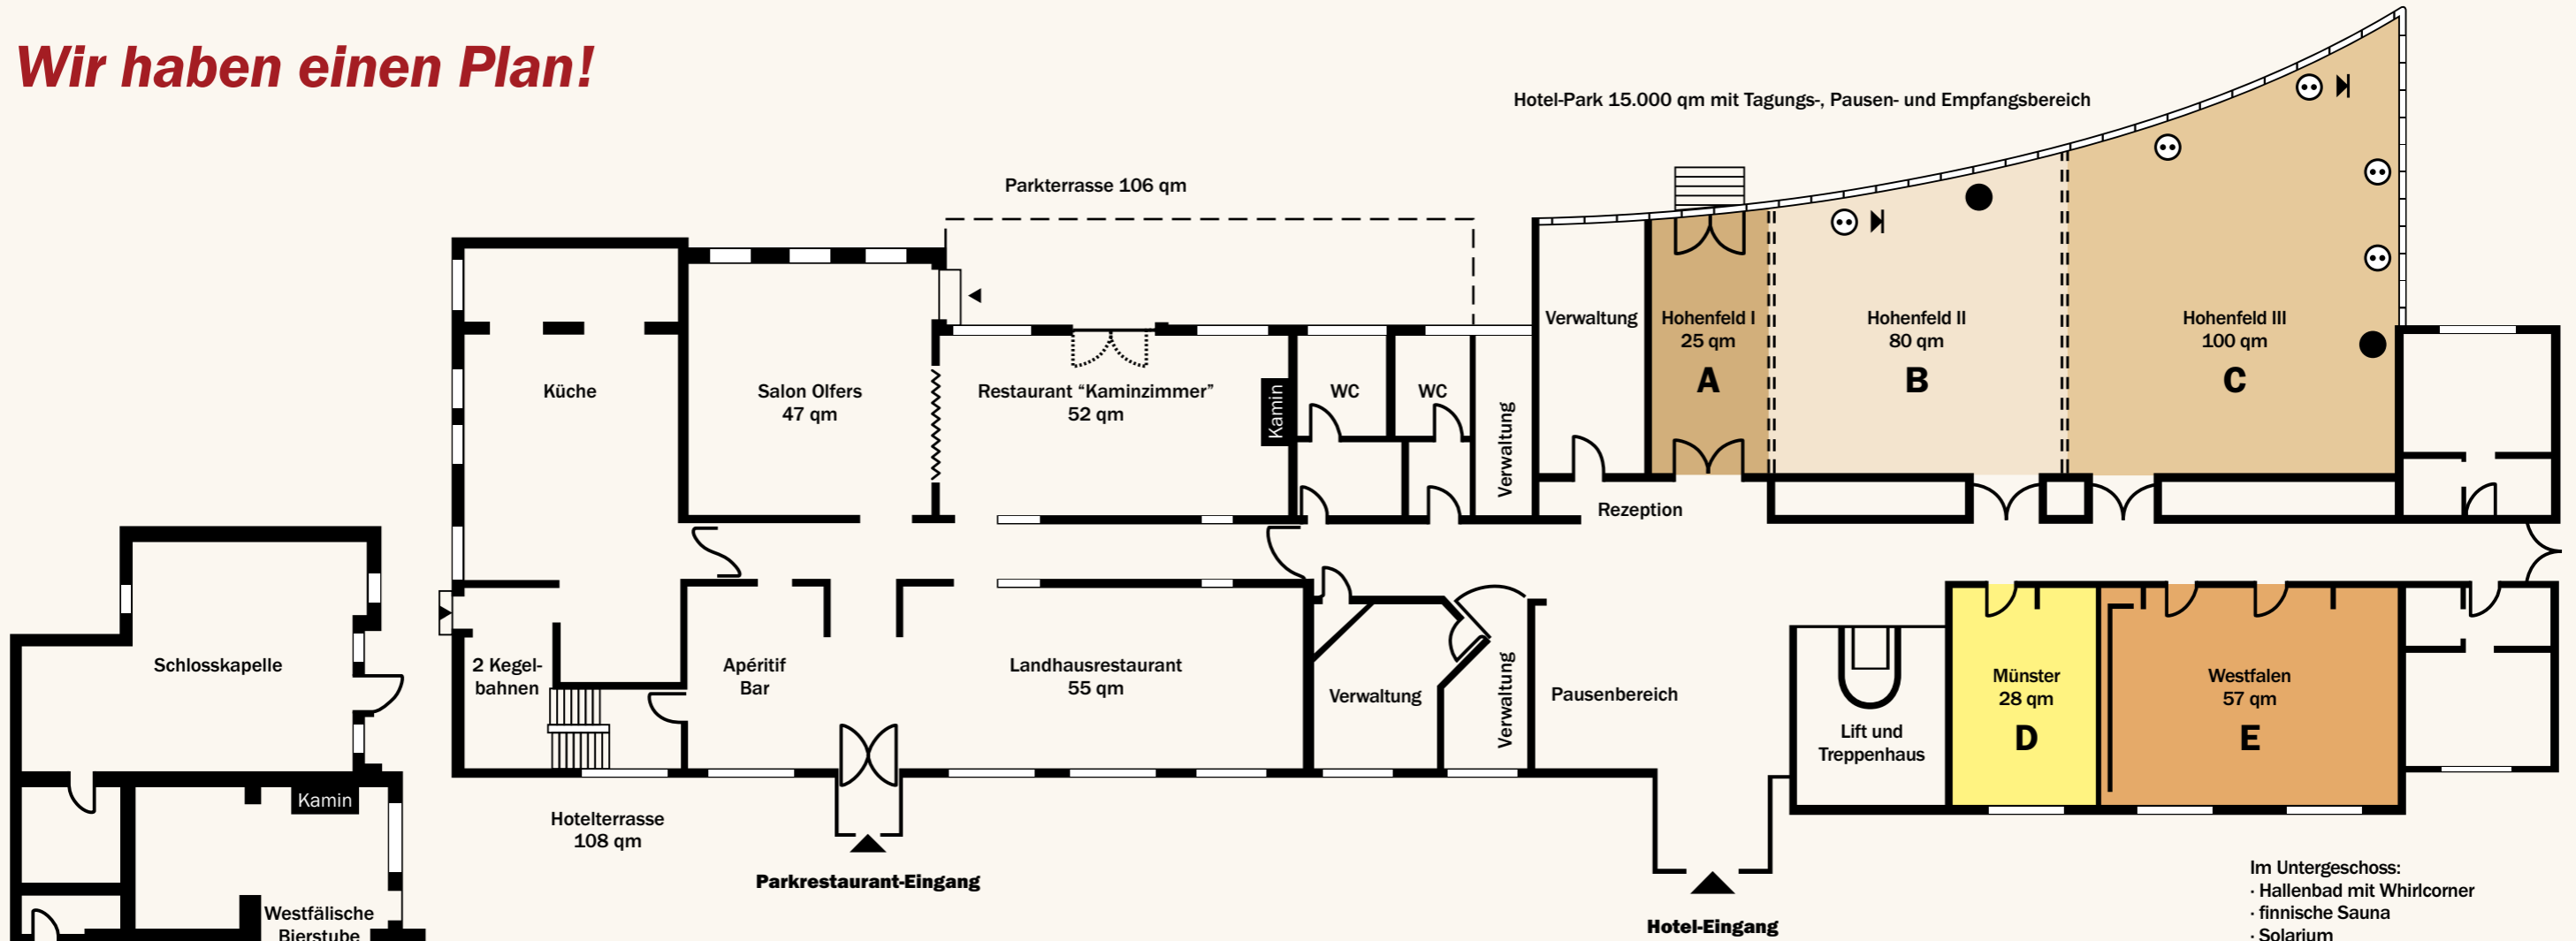 Wir haben einen Plan!
Hotel-Park 15.000 qm mit Tagungs-, Pausen- und Empfangsbereich
Parkterrasse 106 qm
Küche
Salon Olfers
47 qm
Restaurant “Kaminzimmer”
52 qm
Kamin
WC
WC
Verwaltung
Verwaltung
Hohenfeld I
25 qm
A
Hohenfeld II
80 qm
B
Hohenfeld III
100 qm
C
Rezeption
Schlosskapelle
2 Kegel-
bahnen
Apéritif
Bar
Landhausrestaurant
55 qm
Verwaltung
Verwaltung
Pausenbereich
Lift und
Treppenhaus
Münster
28 qm
D
Westfalen
57 qm
E
Kamin
Hotelterrasse
108 qm
Parkrestaurant-Eingang
Hotel-Eingang
Westfälische
Bierstube
Im Untergeschoss:
· Hallenbad mit Whirlcorner
· finnische Sauna
· Solarium